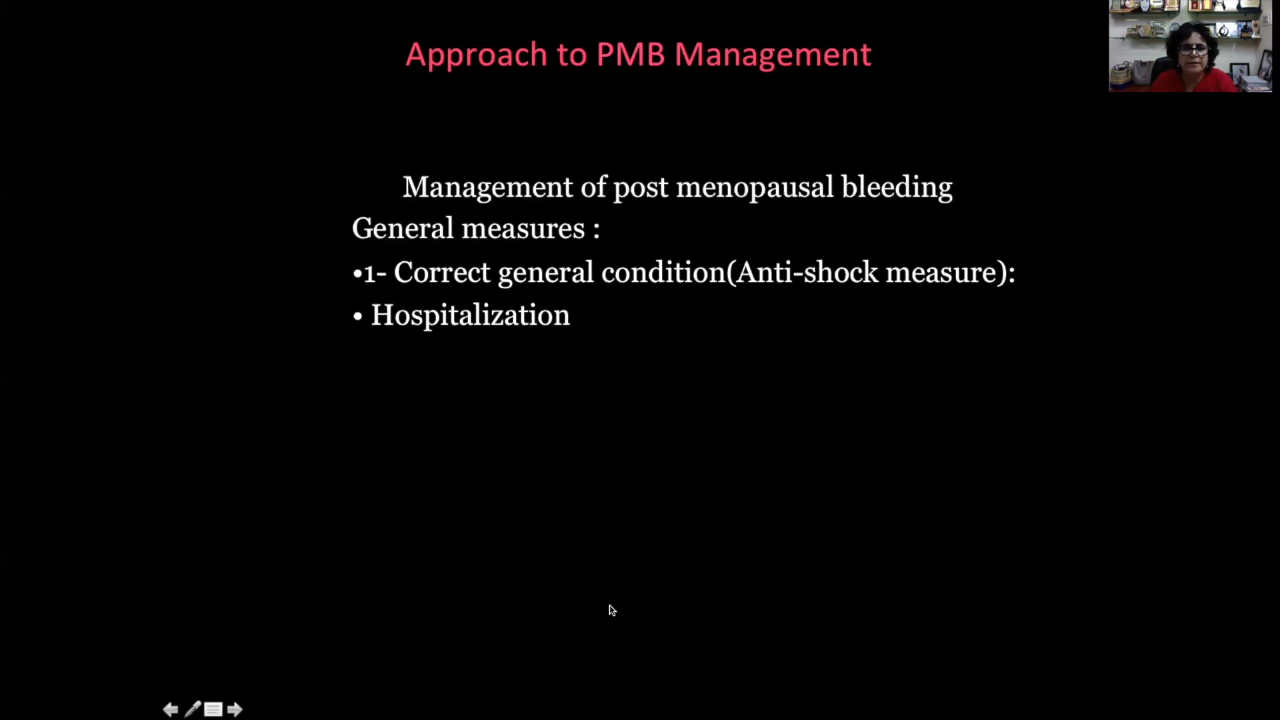 Approach to PMB Management
Management of post menopausal bleeding
General measures :
•1- Correct general condition(Anti-shock measure):
• Hospitalization